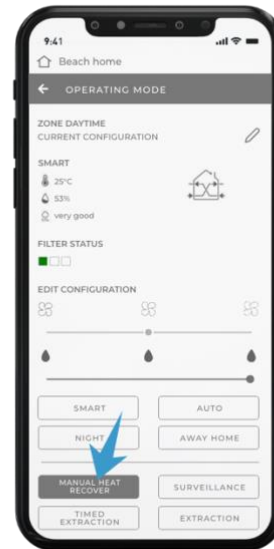 9:41
Beach home
OPERATING MODE
ZONE DAYTIME
CURRENT CONFIGURATION
SMART
25°C
53%
very good
FILTER STATUS
EDIT CONFIGURATION
SMART
AUTO
NIGHT
AWAY HOME
MANUAL HEAT
RECOVER
SURVEILLANCE
TIMED
EXTRACTION
EXTRACTION